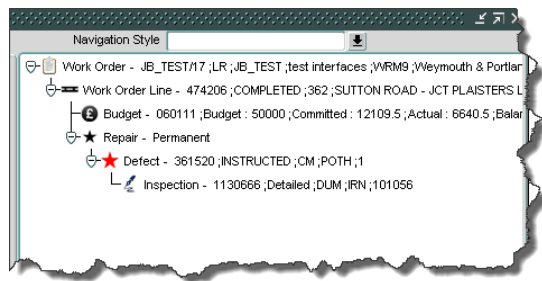 Navigation Style
Work Order - JB_TEST/17 ;LR ;JB_TEST ;test interfaces ;WRM9 ;Weymouth & Portlar
Work Order Line - 474206 ;COMPLETED ;362 ;SUTTON ROAD - JCT PLAISTERS L
Budget - 060111 ;Budget : 50000 ;Committed : 12109.5 ;Actual : 6640.5 ;Balar
Repair - Permanent
Defect - 361520 ;INSTRUCTED ;CM ;POTH ;1
Inspection - 1130666 ;Detailed ;DUM ;IRN ;101056